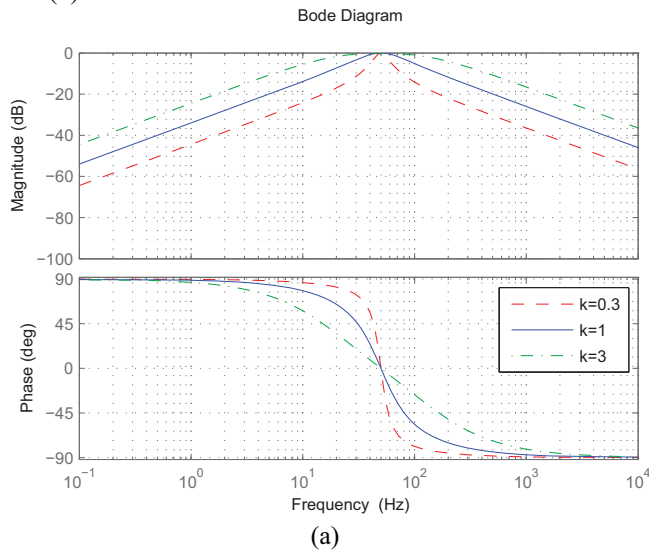 Bode Diagram
0
−20
−40
−60
−80
−100
Magnitude (dB)
90
45
0
−45
−90
Phase (deg)
k=0.3
k=1
k=3
10^−1
10^0
10^1
10^2
10^3
10^4
Frequency (Hz)
(a)